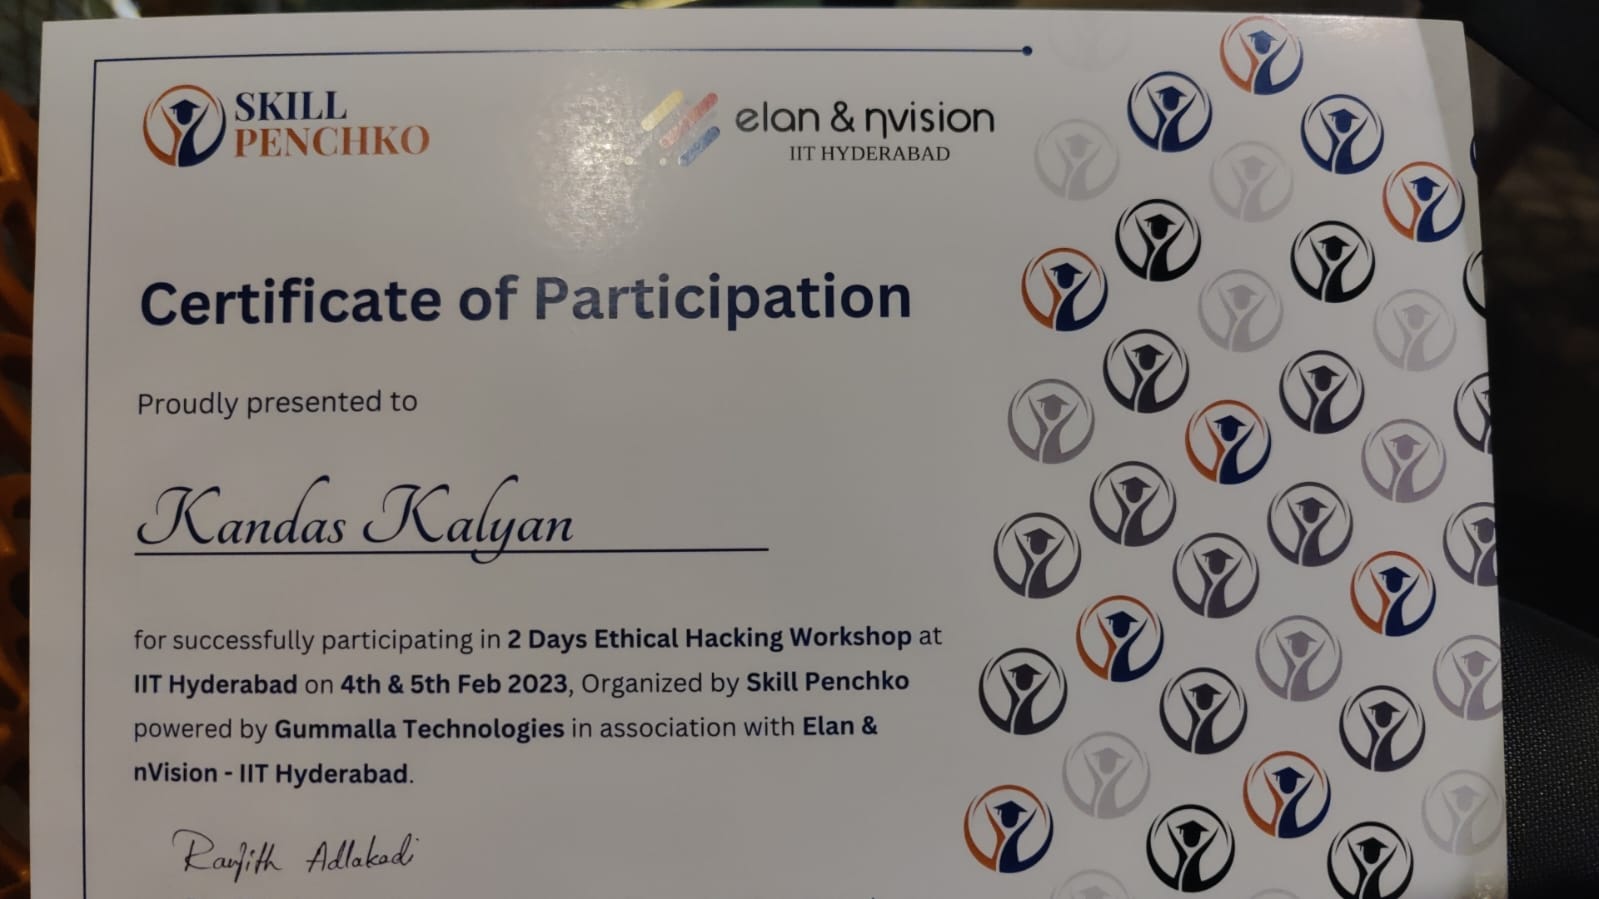 SKILL
PENCHKO
elan & ηvision
IIT HYDERABAD
Certificate of Participation
Proudly presented to
Kandas Kalyan
for successfully participating in 2 Days Ethical Hacking Workshop at
IIT Hyderabad on 4th & 5th Feb 2023, Organized by Skill Penchko
powered by Gummalla Technologies in association with Elan &
nVision - IIT Hyderabad.
Ranjith Adlakadi